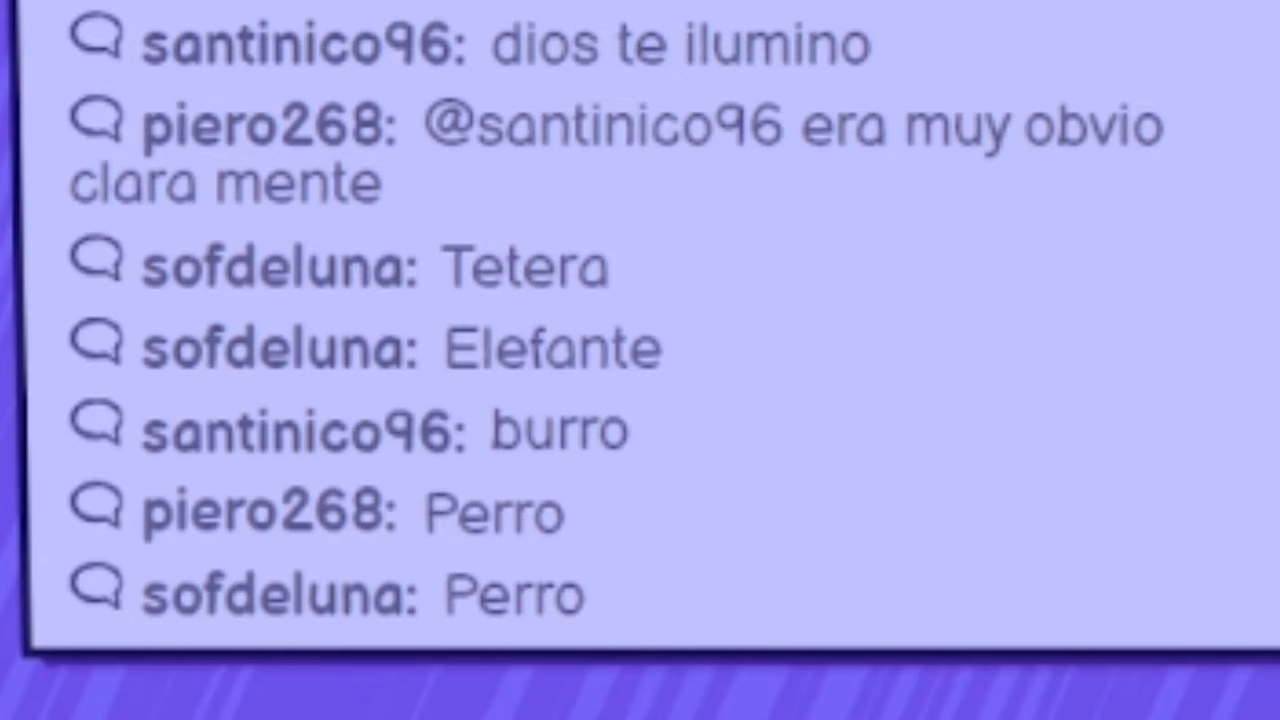 santinico96: dios te ilumino
piero268: @santinico96 era muy obvio
clara mente
sofdeluna: Tetera
sofdeluna: Elefante
santinico96: burro
piero268: Perro
sofdeluna: Perro